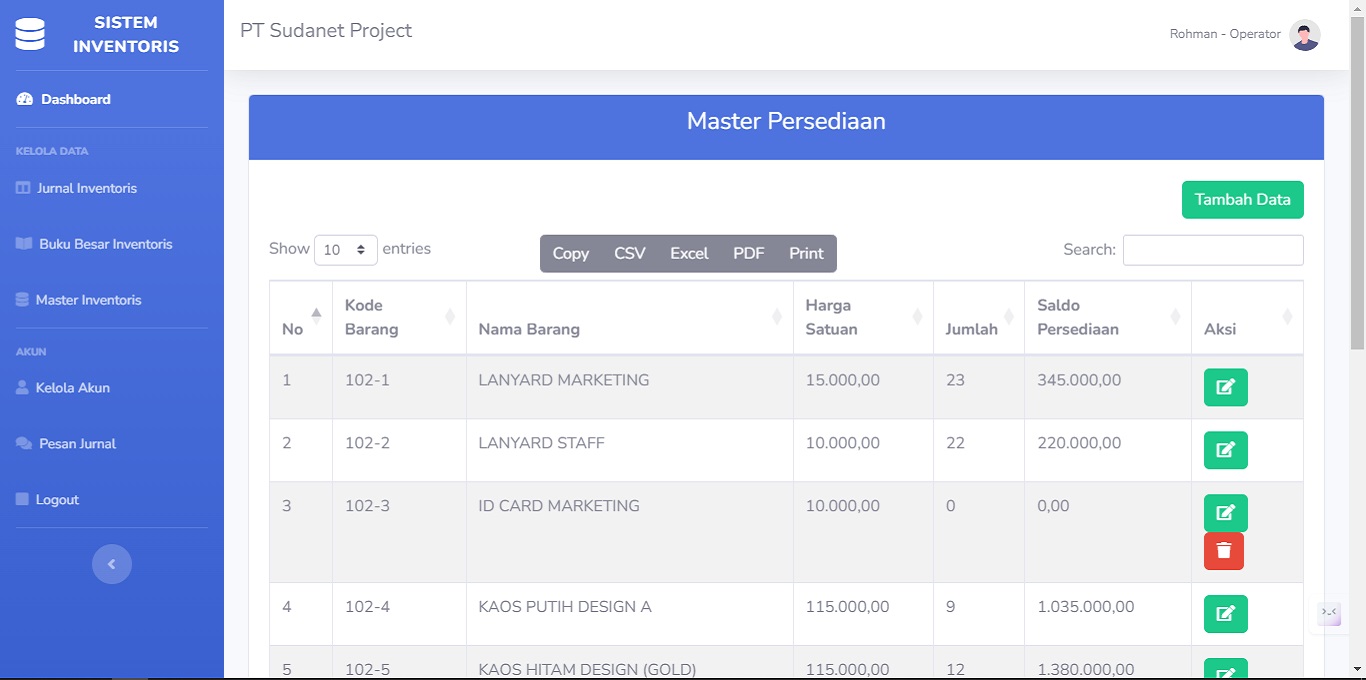 SISTEM
INVENTORIS
PT Sudanet Project
Rohman - Operator
Dashboard
KELOLA DATA
Jurnal Inventoris
Buku Besar Inventoris
Master Inventoris
AKUN
Kelola Akun
Pesan Jurnal
Logout
Master Persediaan
Tambah Data
Show 10 entries
Copy CSV Excel PDF Print
Search:
No Kode Barang Nama Barang Harga Satuan Jumlah Saldo Persediaan Aksi
1 102-1 LANYARD MARKETING 15.000,00 23 345.000,00
2 102-2 LANYARD STAFF 10.000,00 22 220.000,00
3 102-3 ID CARD MARKETING 10.000,00 0 0,00
4 102-4 KAOS PUTIH DESIGN A 115.000,00 9 1.035.000,00
5 102-5 KAOS HITAM DESIGN (GOLD) 115.000,00 12 1.380.000,00